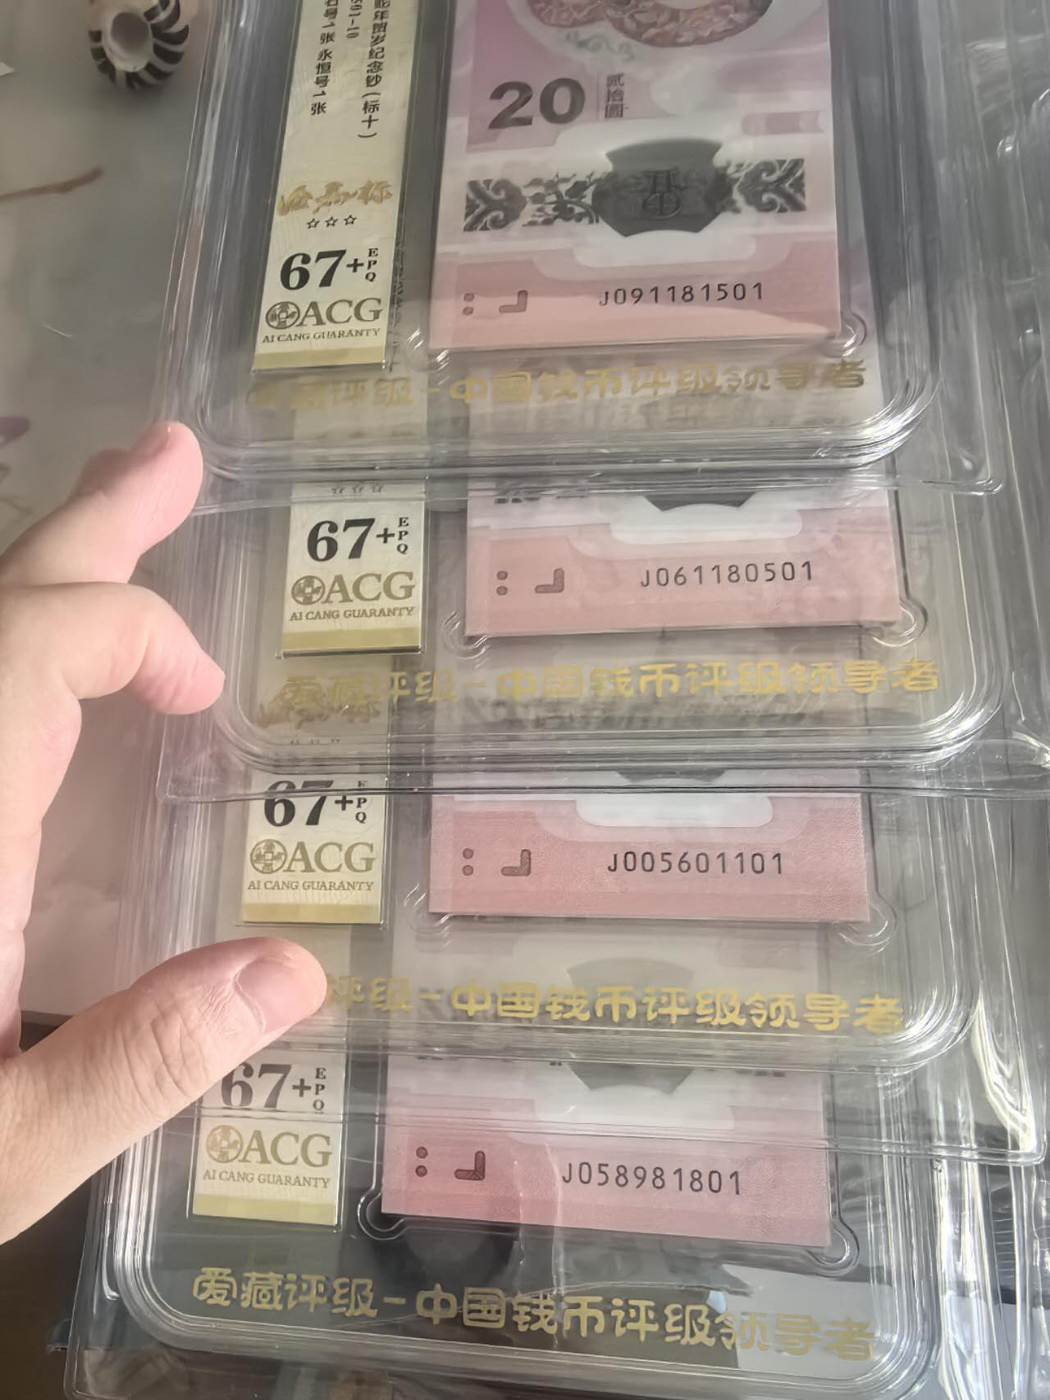 蛇年贺岁纪念钞(标十)
01-10
号1张 永恒号1张
☆☆☆
67+
EPQ
ACG
AI CANG GUARANTY
20
贰拾圆
J091181501
藏评级-中国钱币评级领导者
☆☆☆
67+
EPQ
ACG
AI CANG GUARANTY
J061180501
爱藏评级-中国钱币评级领导者
67+
EPQ
ACG
AI CANG GUARANTY
J005601101
评级-中国钱币评级领导者
67+
EPQ
ACG
AI CANG GUARANTY
J058981801
爱藏评级-中国钱币评级领导者